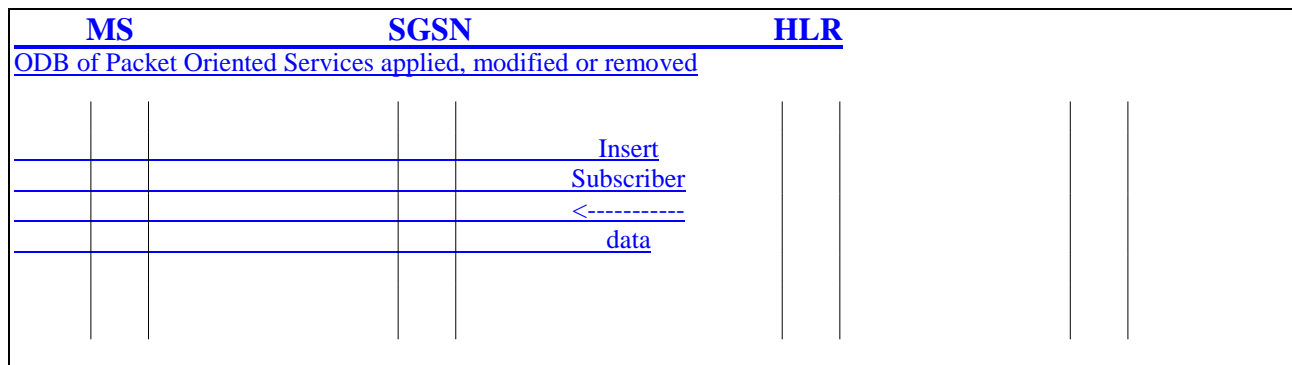 MS SGSN HLR
ODB of Packet Oriented Services applied, modified or removed
Insert
Subscriber
<-----------
data